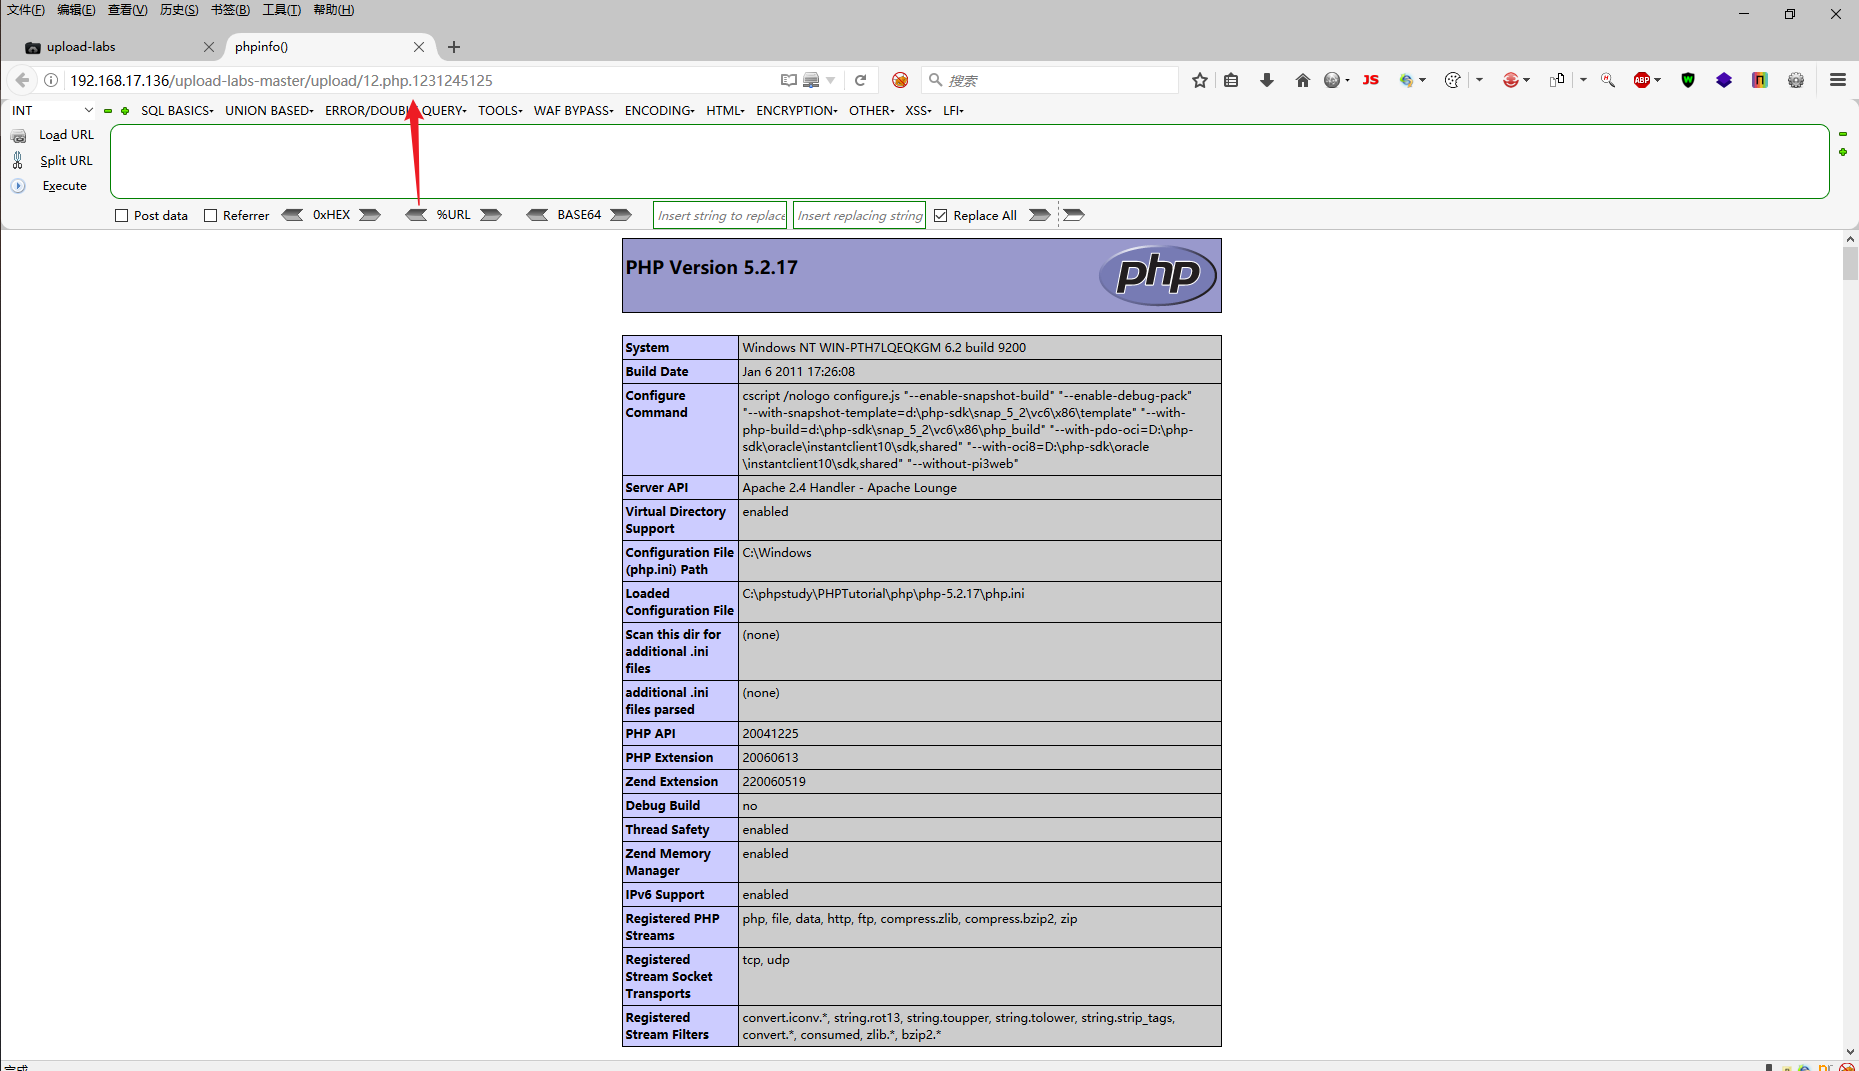 文件(F) 编辑(E) 查看(V) 历史(S) 书签(B) 工具(T) 帮助(H)
upload-labs
phpinfo()
192.168.17.136/upload-labs-master/upload/12.php.1231245125
搜索
JS
ABP
INT
SQL BASICS UNION BASED ERROR/DOUBLE QUERY TOOLS WAF BYPASS ENCODING HTML ENCRYPTION OTHER XSS LFI
Load URL
Split URL
Execute
Post data Referrer 0xHEX %URL BASE64 Insert string to replace Insert replacing string Replace All
PHP Version 5.2.17
php
System Windows NT WIN-PTH7LQEQKGM 6.2 build 9200
Build Date Jan 6 2011 17:26:08
Configure Command
cscript /nologo configure.js "--enable-snapshot-build" "--enable-debug-pack"
"--with-snapshot-template=d:\php-sdk\snap_5_2\vc6\x86\template" "--with-
php-build=d:\php-sdk\snap_5_2\vc6\x86\php_build" "--with-pdo-oci=D:\php-
sdk\oracle\instantclient10\sdk,shared" "--with-oci8=D:\php-sdk\oracle
\instantclient10\sdk,shared" "--without-pi3web"
Server API Apache 2.4 Handler - Apache Lounge
Virtual Directory
Support
enabled
Configuration File
(php.ini) Path
C:\Windows
Loaded
Configuration File
C:\phpstudy\PHPTutorial\php\php-5.2.17\php.ini
Scan this dir for
additional .ini
files
(none)
additional .ini
files parsed
(none)
PHP API 20041225
PHP Extension 20060613
Zend Extension 220060519
Debug Build no
Thread Safety enabled
Zend Memory
Manager
enabled
IPv6 Support enabled
Registered PHP
Streams
php, file, data, http, ftp, compress.zlib, compress.bzip2, zip
Registered
Stream Socket
Transports
tcp, udp
Registered
Stream Filters
convert.iconv.*, string.rot13, string.toupper, string.tolower, string.strip_tags,
convert.*, consumed, zlib.*, bzip2.*
完成